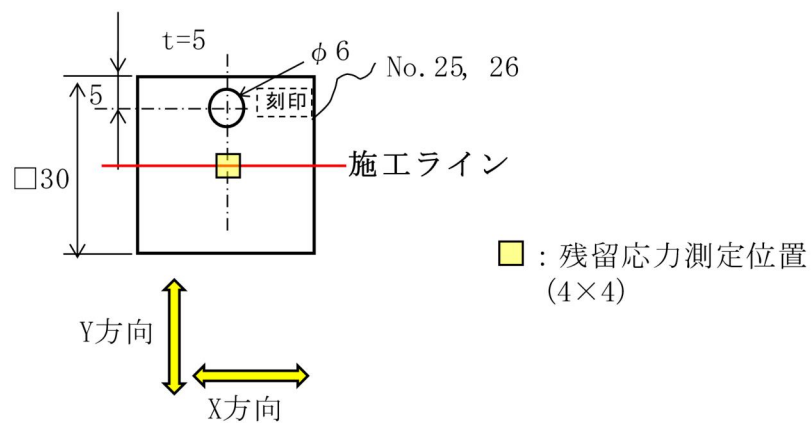 t=5
φ6
No.25, 26
5
刻印
□30
施工ライン
：残留応力測定位置
(4×4)
Y方向
X方向